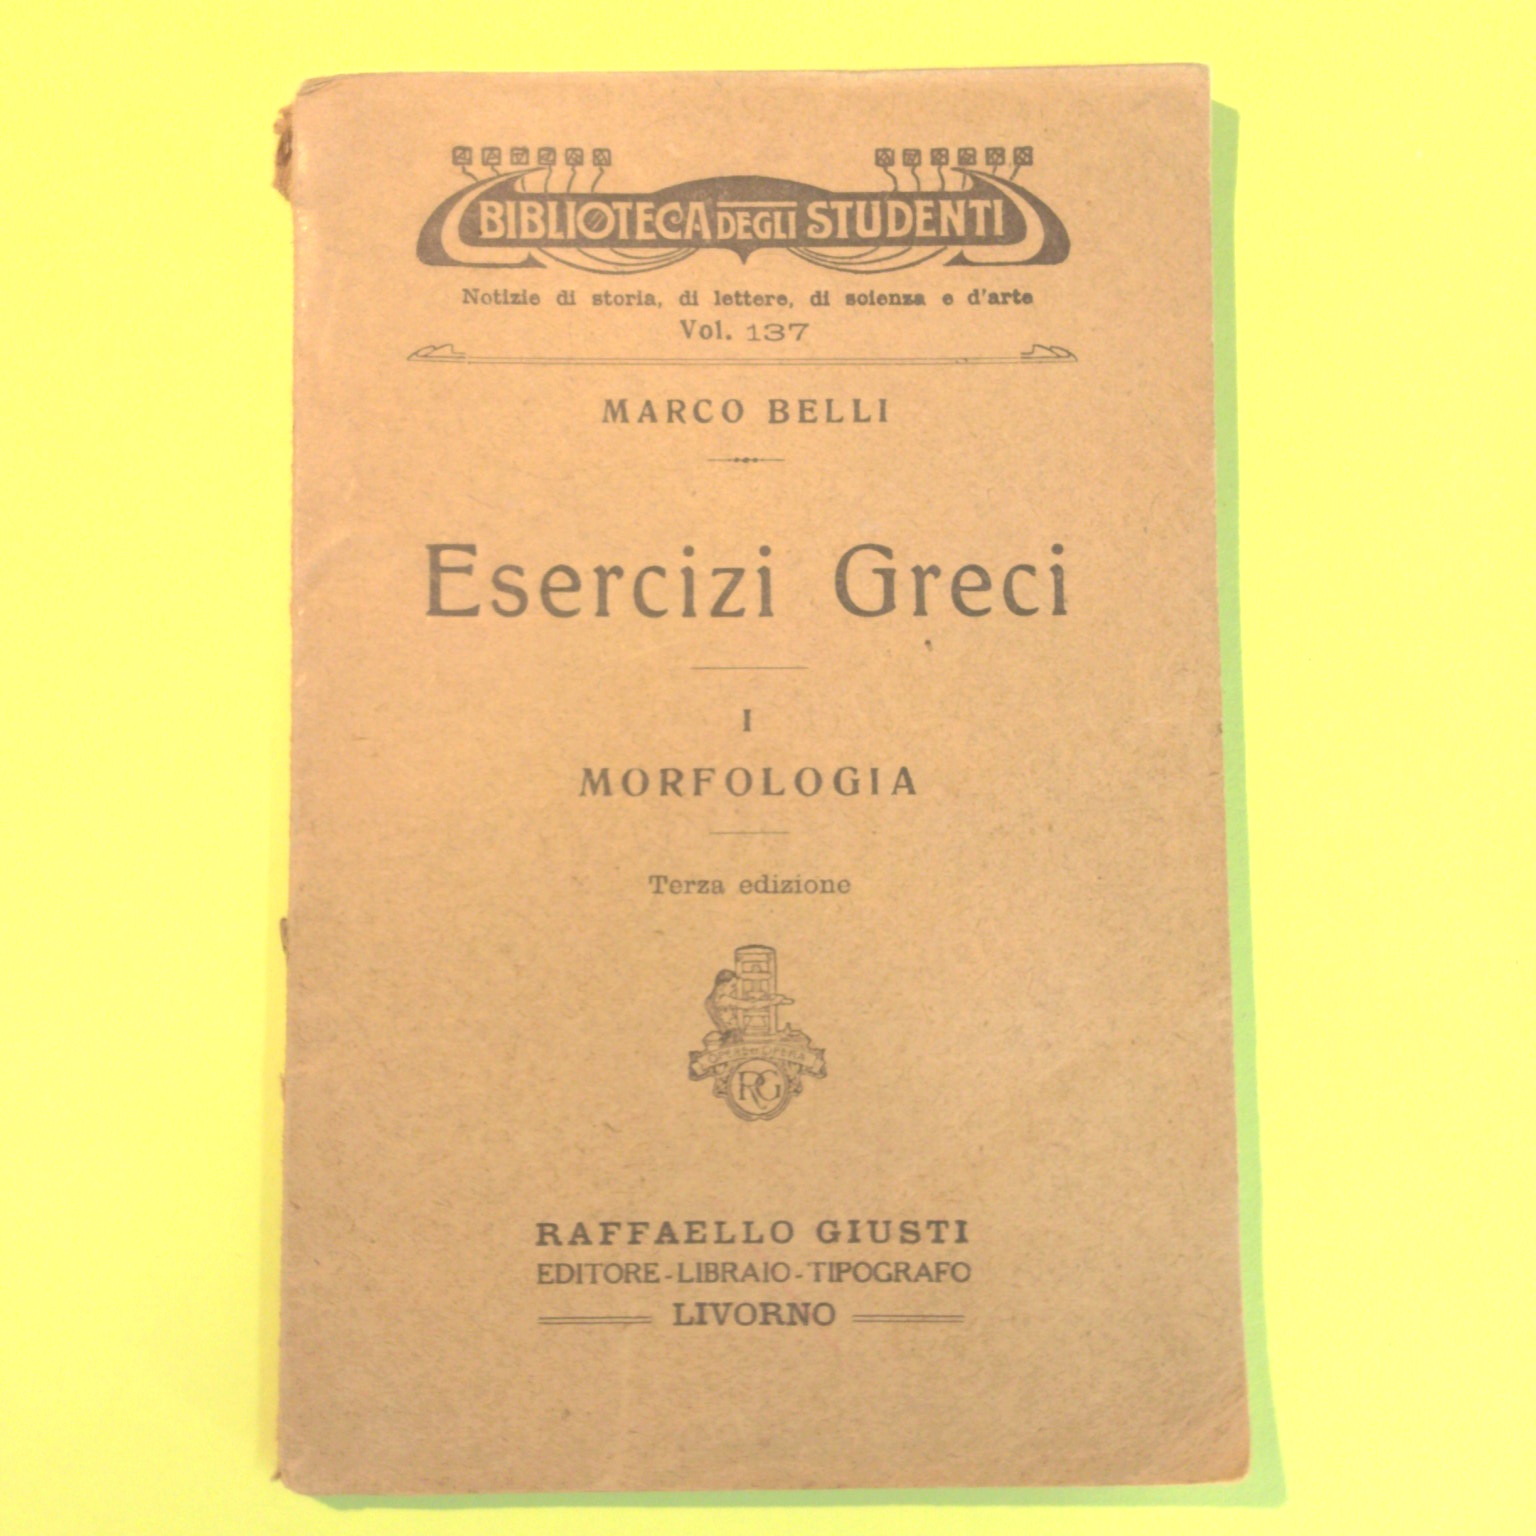 BIBLIOTECA DEGLI STUDENTI
Notizie di storia, di lettere, di scienza e d'arte
Vol. 137
MARCO BELLI
Esercizi Greci
I
MORFOLOGIA
Terza edizione
RG
RAFFAELLO GIUSTI
EDITORE-LIBRAIO-TIPOGRAFO
LIVORNO